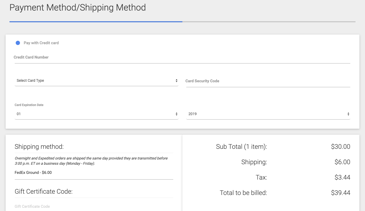 Payment Method/Shipping Method
Pay with Credit card
Credit Card Number
Select Card Type
Card Security Code
Card Expiration Date:
01
2019
Shipping method:
Overnight and Expedited orders are shipped the same day provided they are transmitted before
3:00 p.m. ET on a business day (Monday - Friday).
FedEx Ground - $6.00
Gift Certificate Code:
Gift Certificate Code
Sub Total (1 item): $30.00
Shipping: $6.00
Tax: $3.44
Total to be billed: $39.44